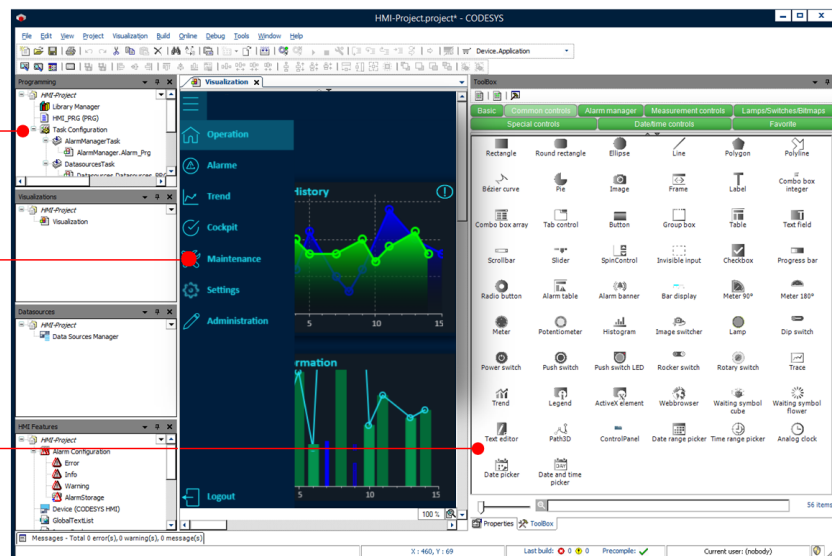 HMI-Project.project* - CODESYS
File Edit View Project Visualization Build Online Debug Tools Window Help
Device.Application
Programming
HMI-Project
Library Manager
HMI_PRG (PRG)
Task Configuration
AlarmManagerTask
AlarmManager.Alarm_Prg
DatasourcesTask
Datasources.Datasources_PRG
Visualizations
HMI-Project
Visualization
Datasources
HMI-Project
Data Sources Manager
HMI Features
HMI-Project
Alarm Configuration
Error
Info
Warning
AlarmStorage
Device (CODESYS HMI)
GlobalTextList
Visualization
Operation
Alarme
Trend
Cockpit
Maintenance
Settings
Administration
Logout
History
5 10 15
rmation
5 10 15
100 %
ToolBox
Basic Common controls Alarm manager Measurement controls Lamps/Switches/Bitmaps
Special controls Date/time controls Favorite
Rectangle Round rectangle Ellipse Line Polygon Polyline
Bézier curve Pie Image Frame Label Combo box integer
Combo box array Tab control Button Group box Table Text field
Scrollbar Slider SpinControl Invisible input Checkbox Progress bar
Radio button Alarm table Alarm banner Bar display Meter 90° Meter 180°
Meter Potentiometer Histogram Image switcher Lamp Dip switch
Power switch Push switch Push switch LED Rocker switch Rotary switch Trace
Trend Legend ActiveX element Webbrowser Waiting symbol cube Waiting symbol flower
Text editor Path3D ControlPanel Date range picker Time range picker Analog clock
Date picker Date and time picker
56 items
Properties ToolBox
Messages - Total 0 error(s), 0 warning(s), 0 message(s)
X : 460, Y : 69 Last build: 0 0 Precompile: Current user: (nobody)